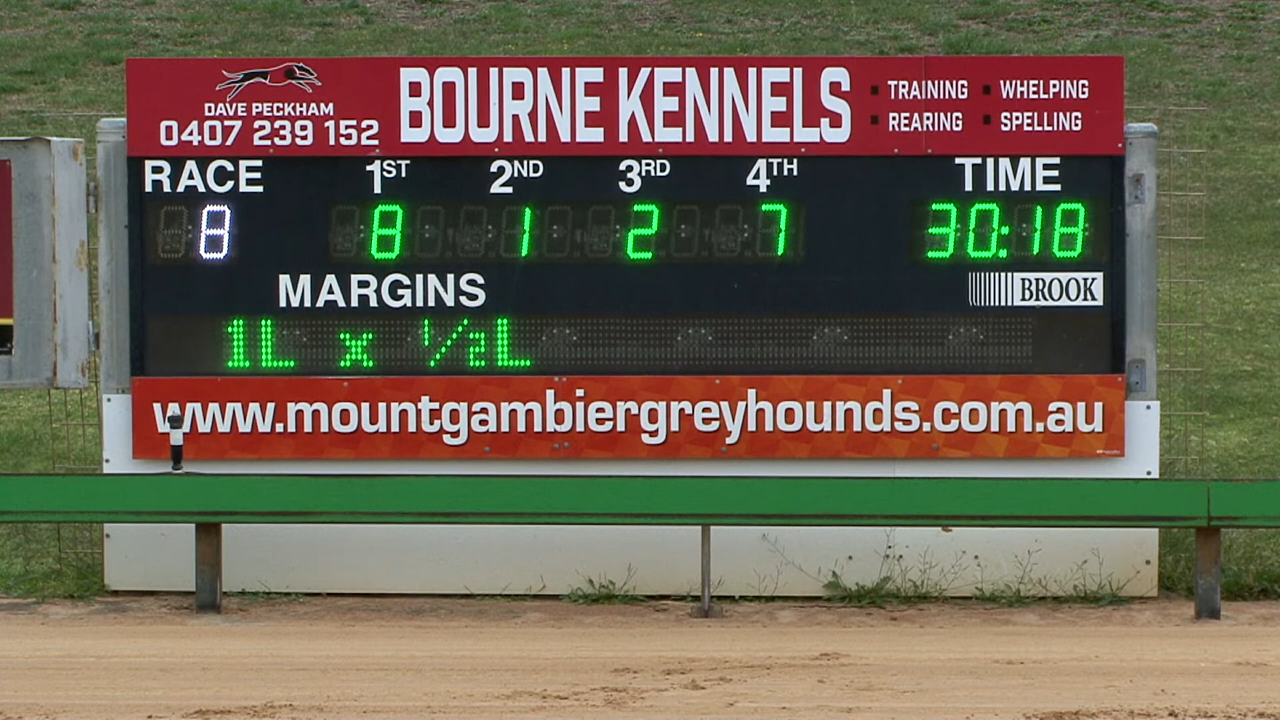 DAVE PECKHAM
0407 239 152
BOURNE KENNELS
TRAINING WHELPING
REARING SPELLING
RACE 1ST 2ND 3RD 4TH TIME
8 8 1 2 7 30:18
MARGINS
BROOK
1L x ½L
www.mountgambiergreyhounds.com.au